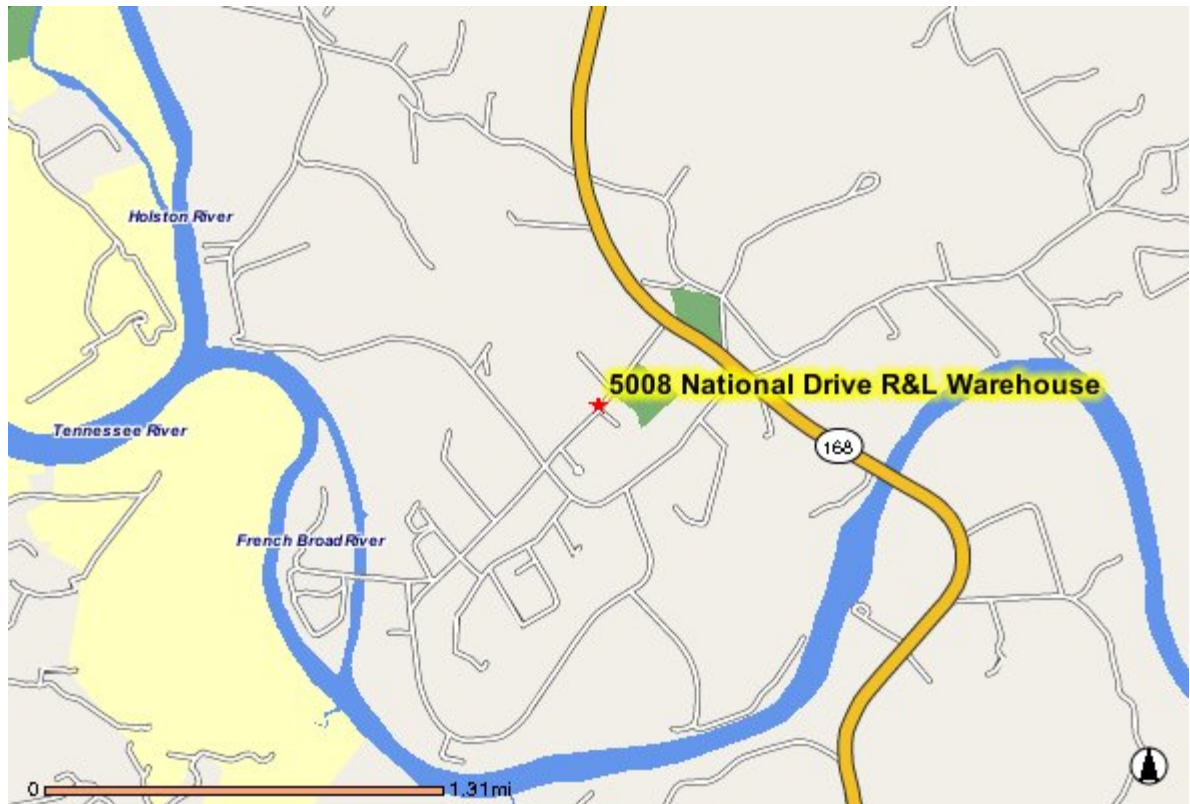 Holston River
5008 National Drive R&L Warehouse
Tennessee River
168
French Broad River
0 1.31mi